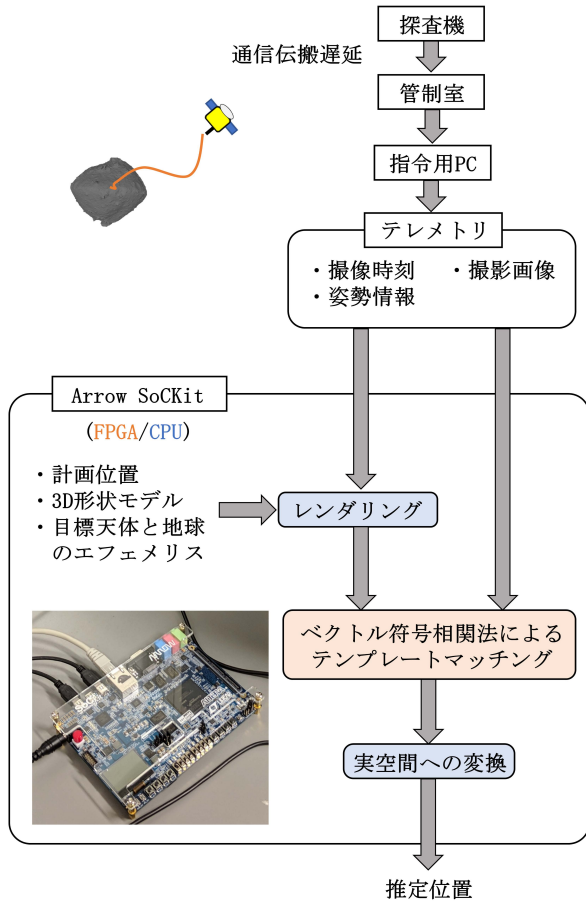 探査機
通信伝搬遅延
管制室
指令用PC
テレメトリ
・撮像時刻 ・撮影画像
・姿勢情報
Arrow SoCKit
(FPGA/CPU)
・計画位置
・3D形状モデル
・目標天体と地球
のエフェメリス
レンダリング
ベクトル符号相関法による
テンプレートマッチング
実空間への変換
推定位置